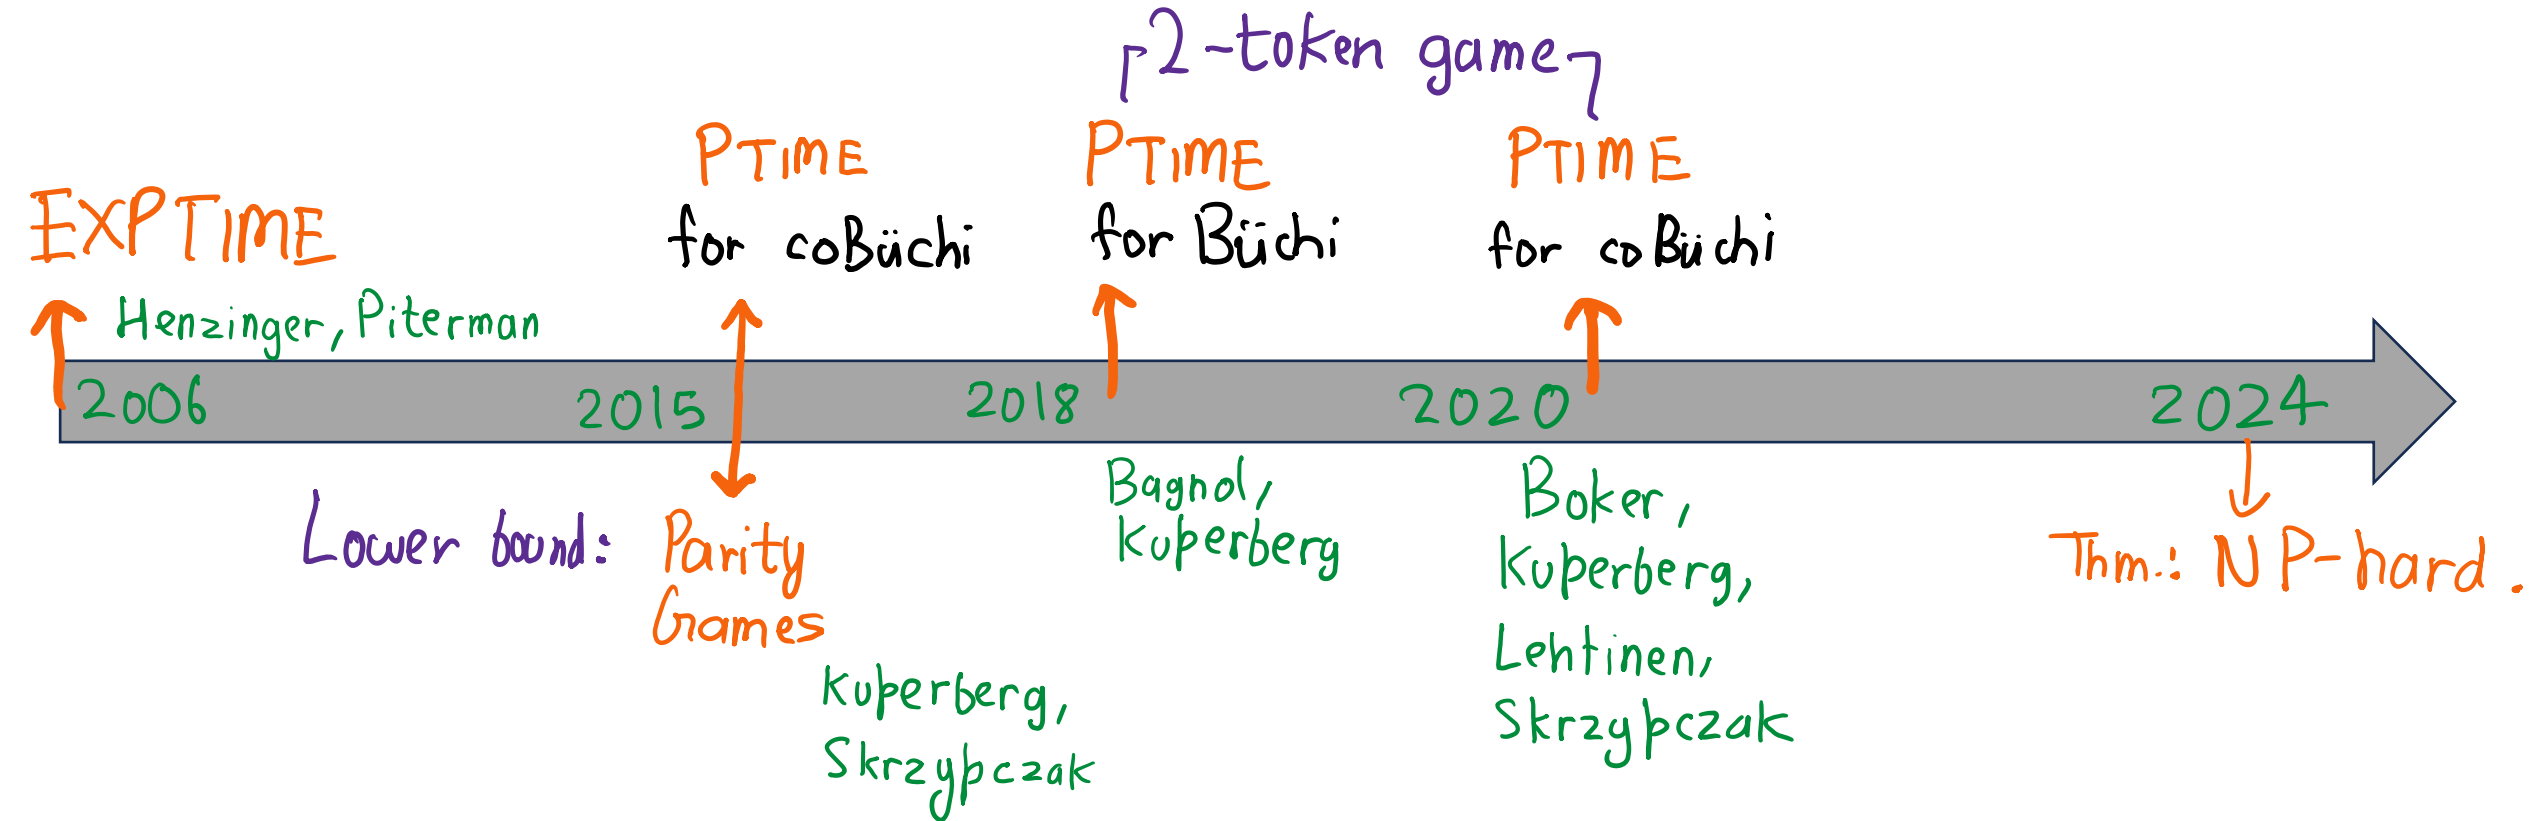 2-token game
EXPTIME
PTIME
for coBüchi
PTIME
for Büchi
PTIME
for coBüchi
Henzinger, Piterman
2006
2015
2018
2020
2024
Lower bound:
Parity
Games
Kuperberg,
Skrzypczak
Bagnol,
Kuperberg
Boker,
Kuperberg,
Lehtinen,
Skrzypczak
Thm.: NP-hard.